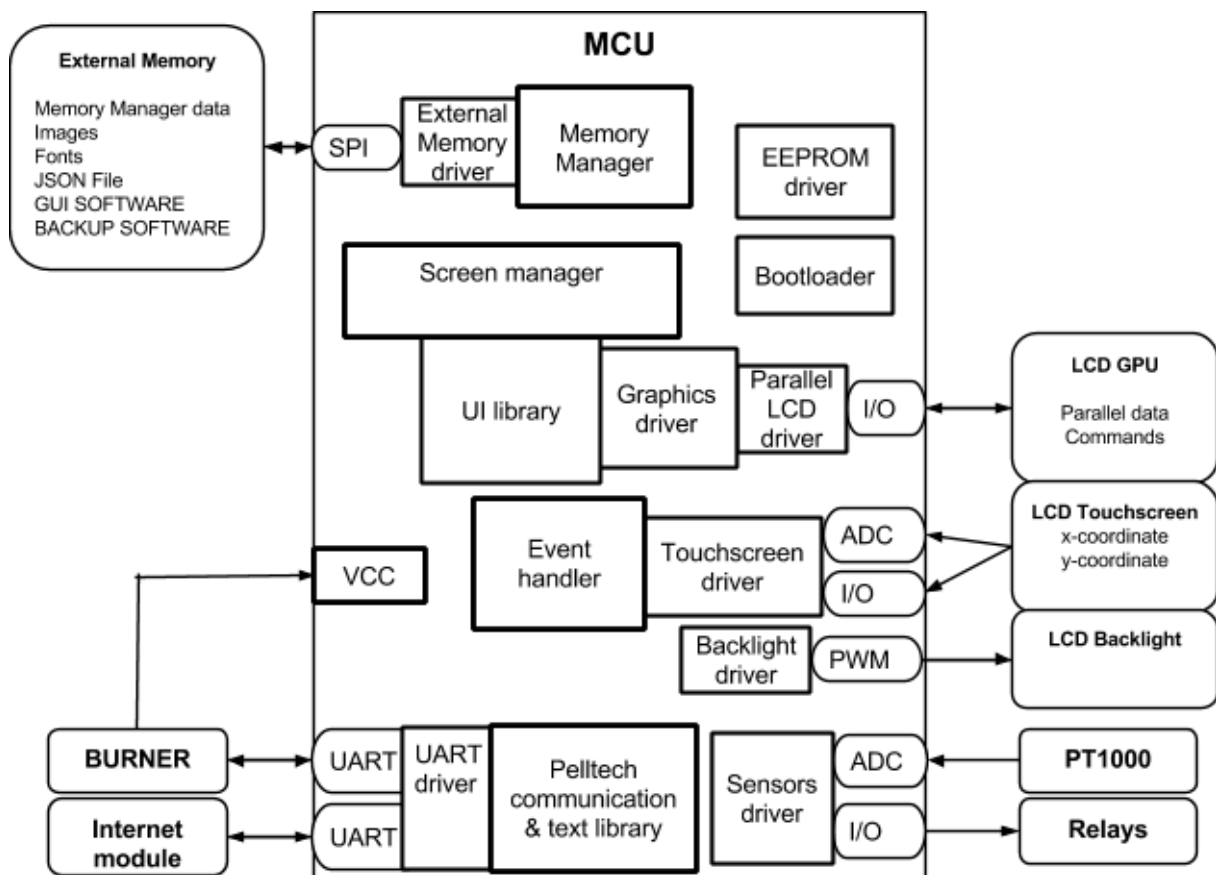 MCU
External Memory
Memory Manager data
Images
Fonts
JSON File
GUI SOFTWARE
BACKUP SOFTWARE
SPI
External
Memory
driver
Memory
Manager
EEPROM
driver
Screen manager
Bootloader
UI library
Graphics
driver
Parallel
LCD
driver
I/O
LCD GPU
Parallel data
Commands
Event
handler
Touchscreen
driver
ADC
I/O
LCD Touchscreen
x-coordinate
y-coordinate
VCC
Backlight
driver
PWM
LCD Backlight
BURNER
UART
UART
driver
Pelltech
communication
& text library
Sensors
driver
ADC
PT1000
Internet
module
UART
I/O
Relays